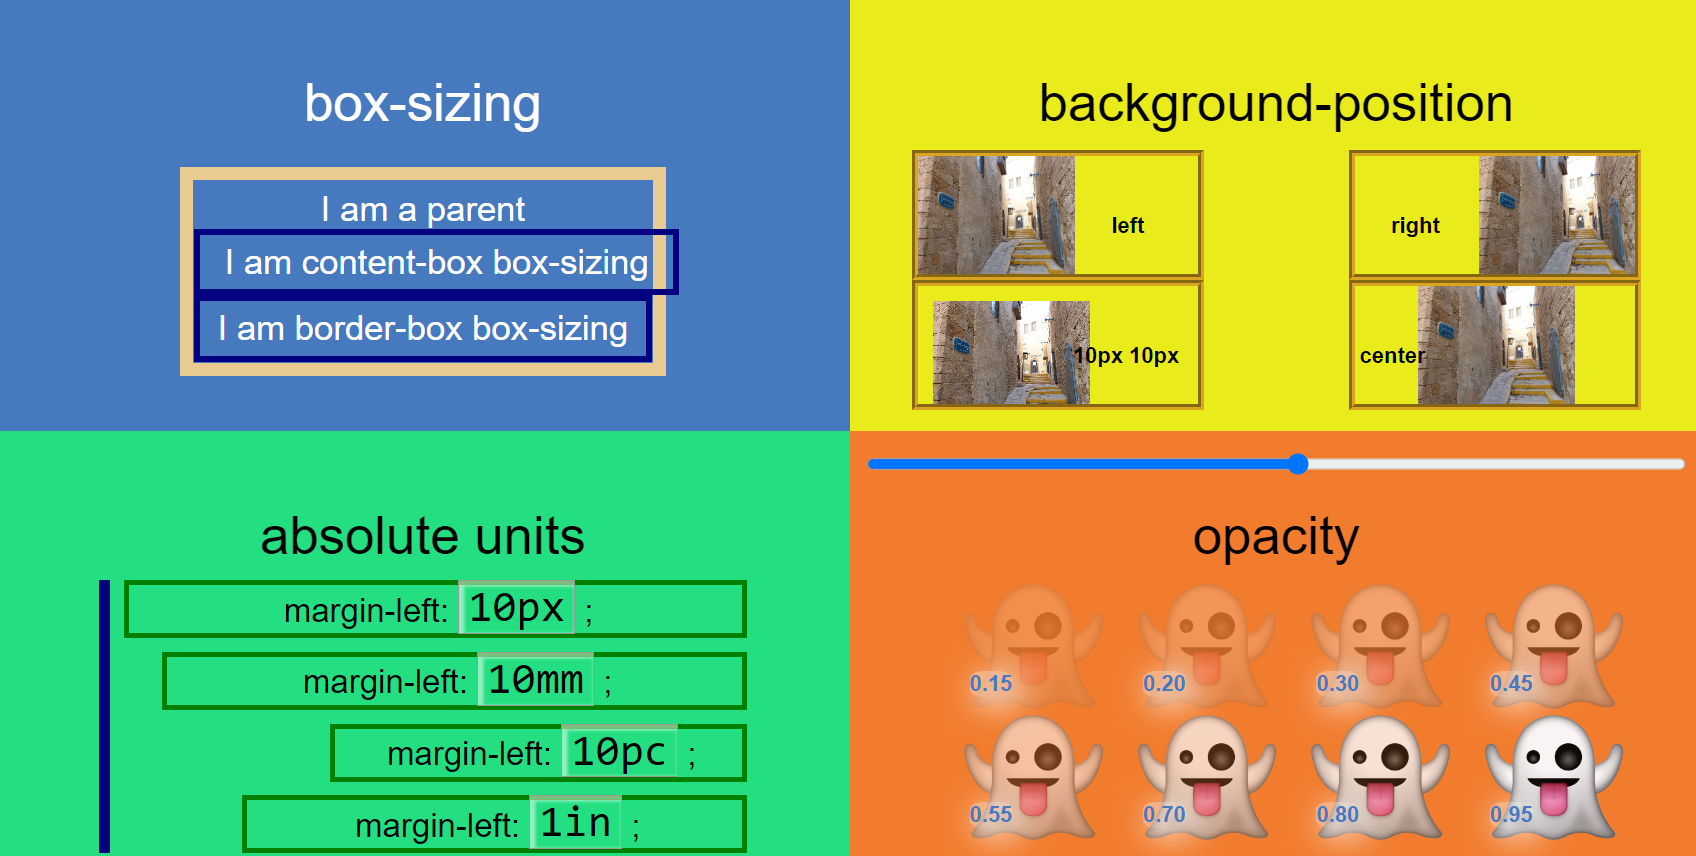 box-sizing
I am a parent
I am content-box box-sizing
I am border-box box-sizing
background-position
left
right
10px 10px
center
absolute units
margin-left: 10px ;
margin-left: 10mm ;
margin-left: 10pc ;
margin-left: 1in ;
opacity
0.15 0.20 0.30 0.45
0.55 0.70 0.80 0.95